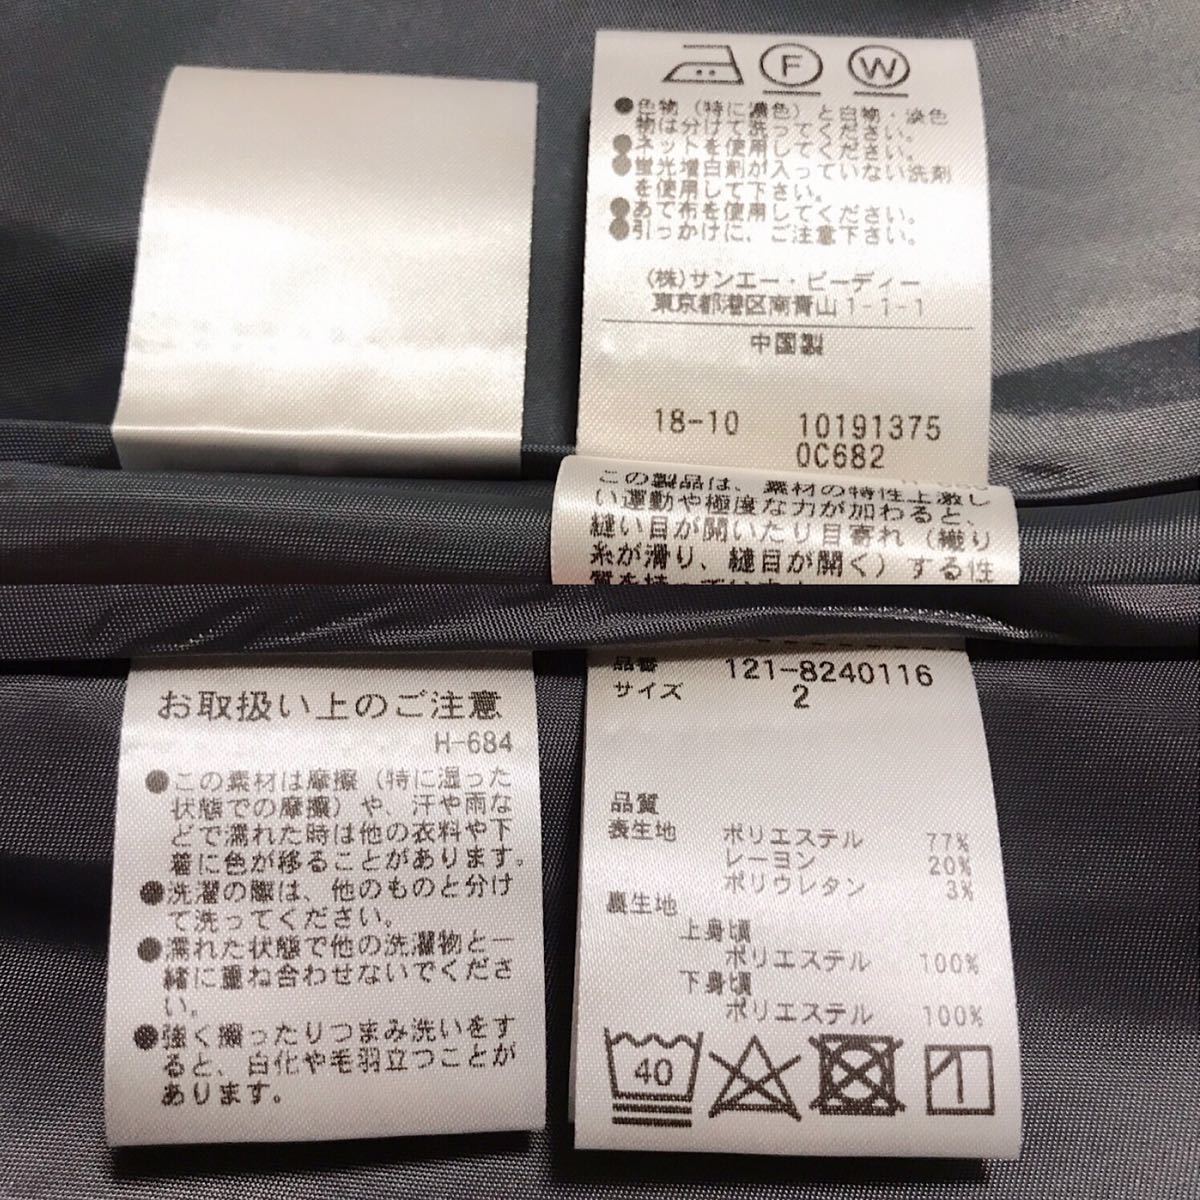 F W
●色物（特に濃色）と白物・淡色
物は分けて洗ってください。
●ネットを使用してください。
●蛍光増白剤が入っていない洗剤
を使用して下さい。
●あて布を使用してください。
●引っかけに、ご注意下さい。
(株)サンエー・ビーディー
東京都港区南青山1-1-1
中国製
18-10 10191375
0C682
この製品は、素材の特性上激し
い運動や極度な力が加わると、
縫い目が開いたり目寄れ（織り
糸が滑り、縫目が開く）する性
質を持っています
お取扱い上のご注意
H-684
●この素材は摩擦（特に湿った
状態での摩擦）や、汗や雨な
どで濡れた時は他の衣料や下
着に色が移ることがあります。
●洗濯の際は、他のものと分け
て洗ってください。
●濡れた状態で他の洗濯物と一
緒に重ね合わせないでくださ
い。
●強く擦ったりつまみ洗いをす
ると、白化や毛羽立つことが
あります。
品番 121-8240116
サイズ 2
品質
表生地 ポリエステル 77%
レーヨン 20%
ポリウレタン 3%
裏生地
上身頃
ポリエステル 100%
下身頃
ポリエステル 100%
40